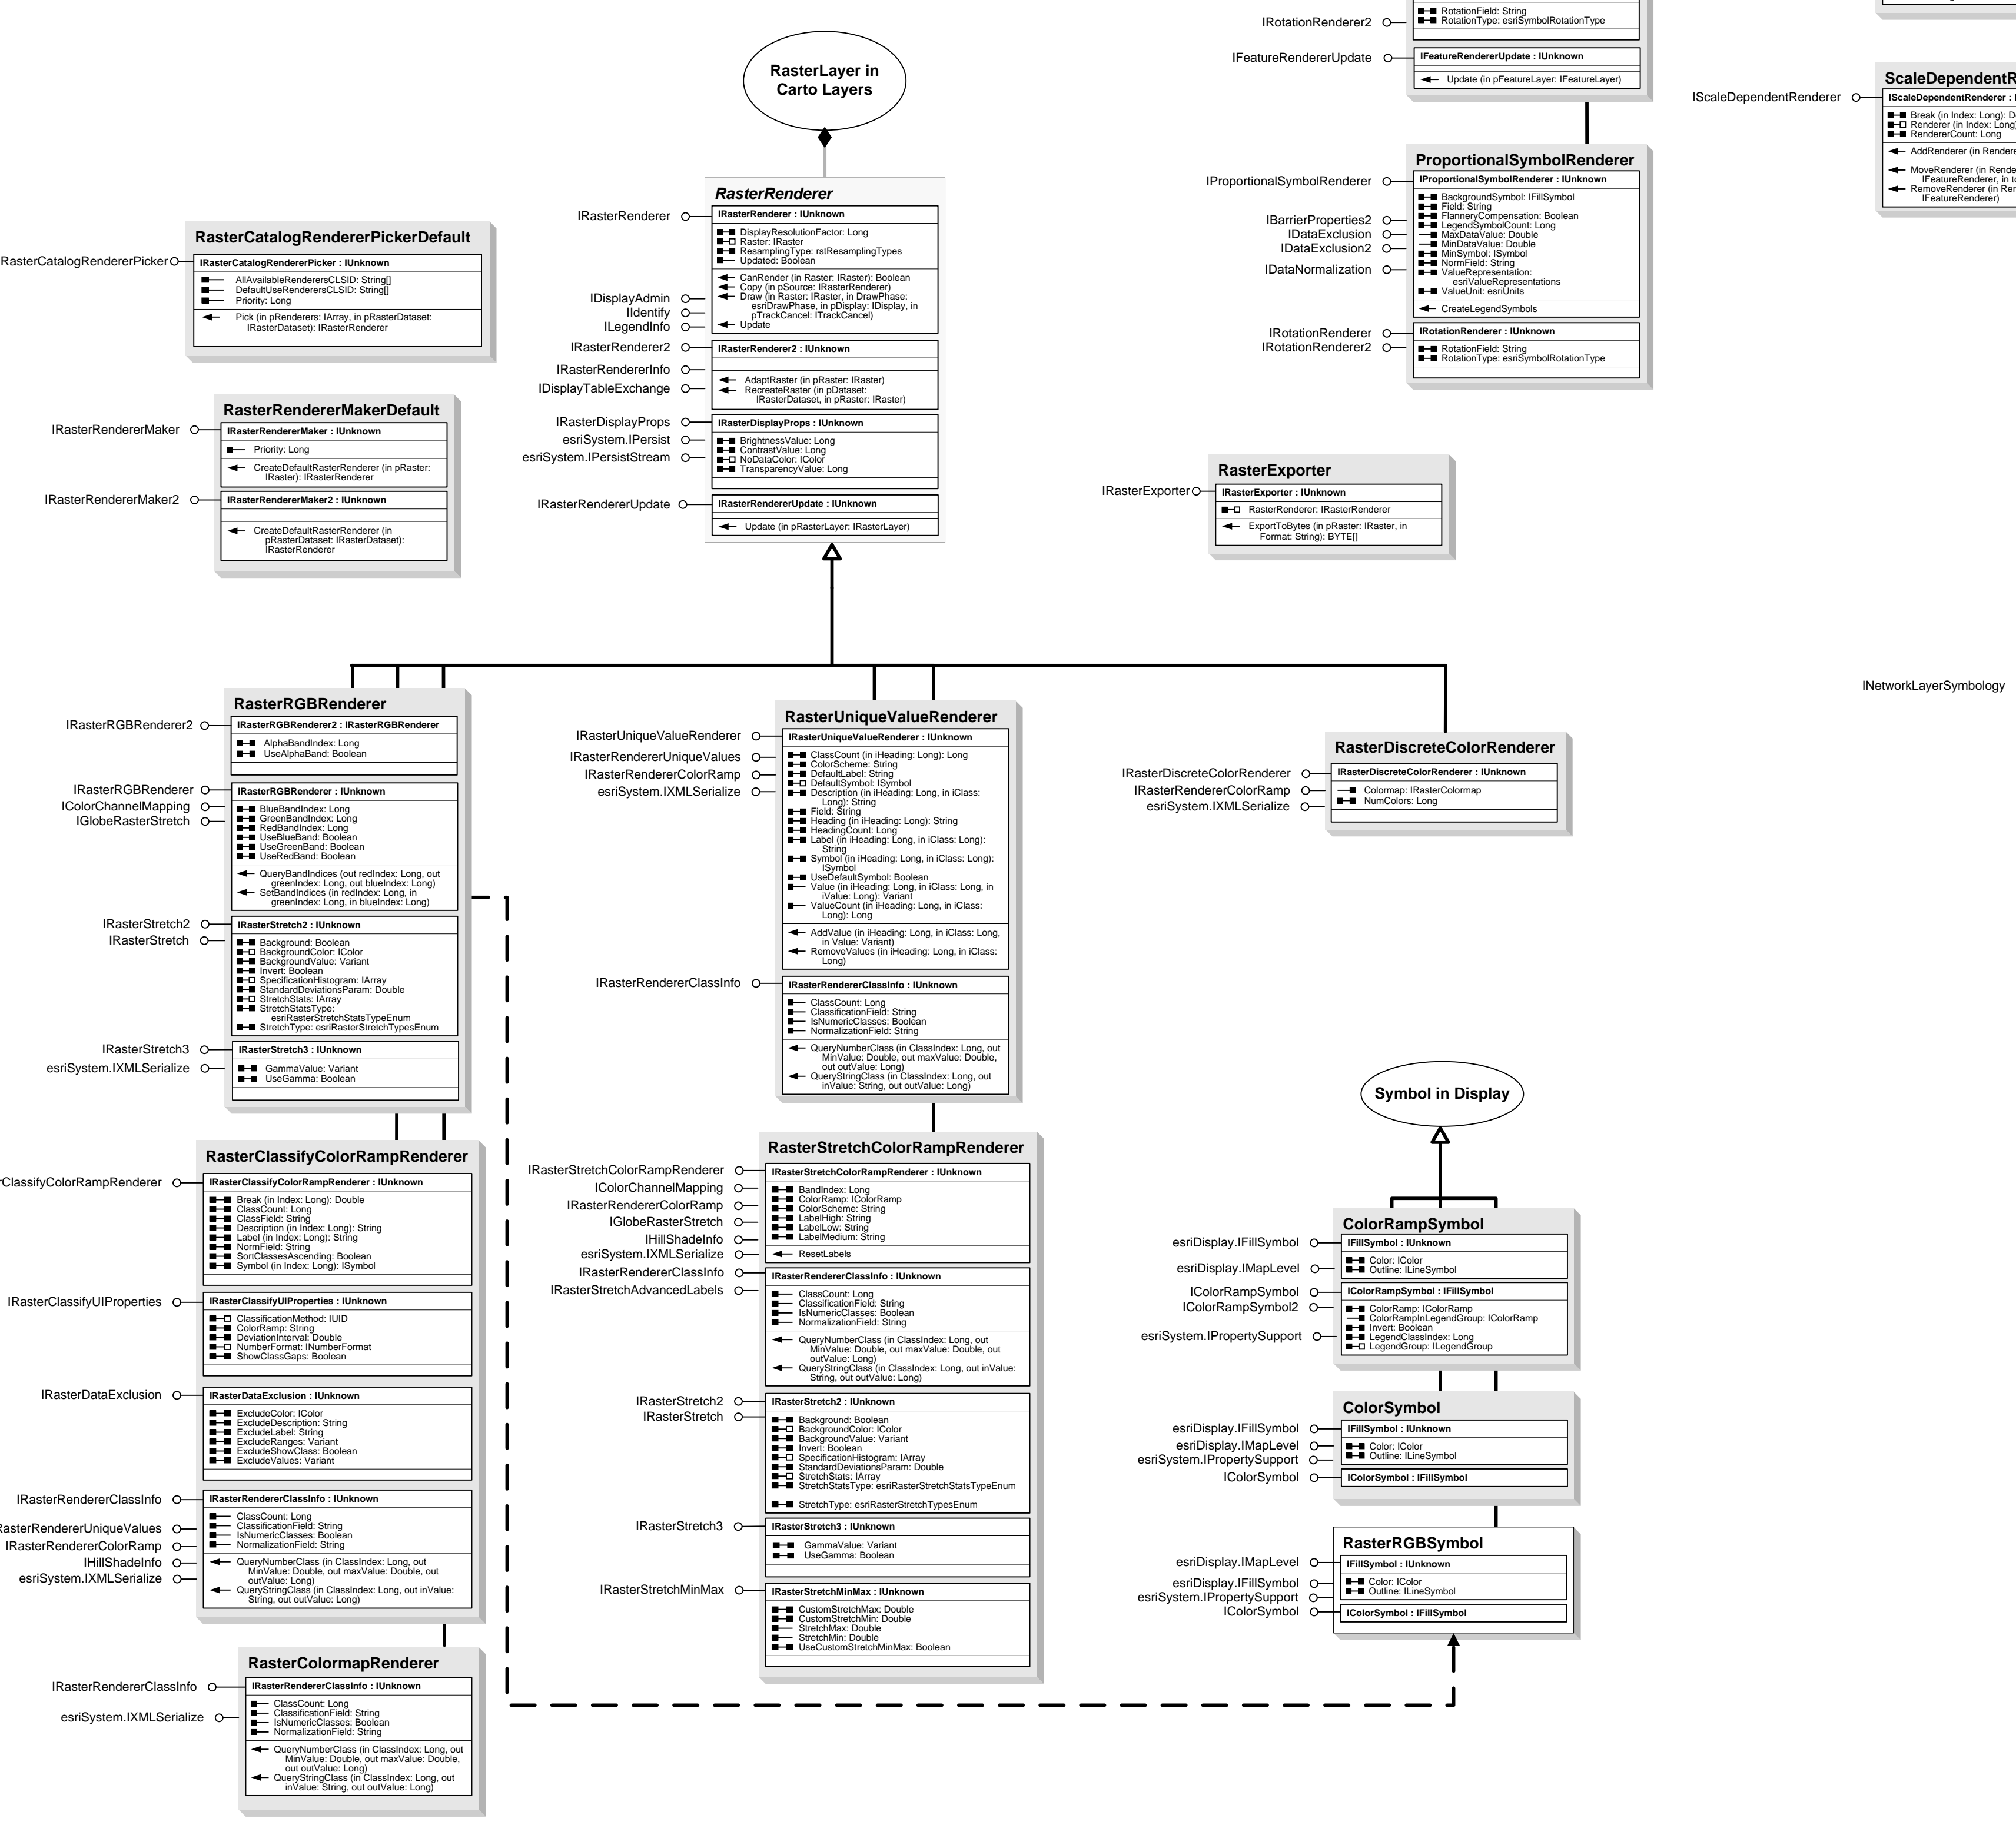 RasterLayer in
Carto Layers
RasterRenderer
IRasterRenderer
IRasterRenderer : IUnknown
DisplayResolutionFactor: Long
Raster: IRaster
ResamplingType: rstResamplingTypes
Updated: Boolean
CanRender (in Raster: IRaster): Boolean
Copy (in pSource: IRasterRenderer)
Draw (in Raster: IRaster, in DrawPhase:
esriDrawPhase, in pDisplay: IDisplay, in
pTrackCancel: ITrackCancel)
Update
IDisplayAdmin
IIdentify
ILegendInfo
IRasterRenderer2
IRasterRenderer2 : IUnknown
AdaptRaster (in pRaster: IRaster)
RecreateRaster (in pDataset:
IRasterDataset, in pRaster: IRaster)
IRasterRendererInfo
IDisplayTableExchange
IRasterDisplayProps
esriSystem.IPersist
esriSystem.IPersistStream
IRasterDisplayProps : IUnknown
BrightnessValue: Long
ContrastValue: Long
NoDataColor: IColor
TransparencyValue: Long
IRasterRendererUpdate
IRasterRendererUpdate : IUnknown
Update (in pRasterLayer: IRasterLayer)
RasterCatalogRendererPickerDefault
RasterCatalogRendererPicker
IRasterCatalogRendererPicker : IUnknown
AllAvailableRenderersCLSID: String[]
DefaultUseRenderersCLSID: String[]
Priority: Long
Pick (in pRenderers: IArray, in pRasterDataset:
IRasterDataset): IRasterRenderer
RasterRendererMakerDefault
IRasterRendererMaker
IRasterRendererMaker : IUnknown
Priority: Long
CreateDefaultRasterRenderer (in pRaster:
IRaster): IRasterRenderer
IRasterRendererMaker2
IRasterRendererMaker2 : IUnknown
CreateDefaultRasterRenderer (in
pRasterDataset: IRasterDataset):
IRasterRenderer
IRotationRenderer2
RotationField: String
RotationType: esriSymbolRotationType
IFeatureRendererUpdate
IFeatureRendererUpdate : IUnknown
Update (in pFeatureLayer: IFeatureLayer)
ProportionalSymbolRenderer
IProportionalSymbolRenderer
IBarrierProperties2
IDataExclusion
IDataExclusion2
IDataNormalization
IProportionalSymbolRenderer : IUnknown
BackgroundSymbol: IFillSymbol
Field: String
FlanneryCompensation: Boolean
LegendSymbolCount: Long
MaxDataValue: Double
MinDataValue: Double
MinSymbol: ISymbol
NormField: String
ValueRepresentation:
esriValueRepresentations
ValueUnit: esriUnits
CreateLegendSymbols
IRotationRenderer
IRotationRenderer2
IRotationRenderer : IUnknown
RotationField: String
RotationType: esriSymbolRotationType
IScaleDependentRenderer
ScaleDependentR
IScaleDependentRenderer : I
Break (in Index: Long): D
Renderer (in Index: Long
RendererCount: Long
AddRenderer (in Rendere
MoveRenderer (in Rende
IFeatureRenderer, in to
RemoveRenderer (in Ren
IFeatureRenderer)
RasterExporter
IRasterExporter
IRasterExporter : IUnknown
RasterRenderer: IRasterRenderer
ExportToBytes (in pRaster: IRaster, in
Format: String): BYTE[]
INetworkLayerSymbology
RasterRGBRenderer
IRasterRGBRenderer2
IRasterRGBRenderer2 : IRasterRGBRenderer
AlphaBandIndex: Long
UseAlphaBand: Boolean
IRasterRGBRenderer
IColorChannelMapping
IGlobeRasterStretch
IRasterRGBRenderer : IUnknown
BlueBandIndex: Long
GreenBandIndex: Long
RedBandIndex: Long
UseBlueBand: Boolean
UseGreenBand: Boolean
UseRedBand: Boolean
QueryBandIndices (out redIndex: Long, out
greenIndex: Long, out blueIndex: Long)
SetBandIndices (in redIndex: Long, in
greenIndex: Long, in blueIndex: Long)
IRasterStretch2
IRasterStretch
IRasterStretch2 : IUnknown
Background: Boolean
BackgroundColor: IColor
BackgroundValue: Variant
Invert: Boolean
SpecificationHistogram: IArray
StandardDeviationsParam: Double
StretchStats: IArray
StretchStatsType:
esriRasterStretchStatsTypeEnum
StretchType: esriRasterStretchTypesEnum
IRasterStretch3
esriSystem.IXMLSerialize
IRasterStretch3 : IUnknown
GammaValue: Variant
UseGamma: Boolean
RasterUniqueValueRenderer
IRasterUniqueValueRenderer
IRasterRendererUniqueValues
IRasterRendererColorRamp
esriSystem.IXMLSerialize
IRasterUniqueValueRenderer : IUnknown
ClassCount (in iHeading: Long): Long
ColorScheme: String
DefaultLabel: String
DefaultSymbol: ISymbol
Description (in iHeading: Long, in iClass:
Long): String
Field: String
Heading (in iHeading: Long): String
HeadingCount: Long
Label (in iHeading: Long, in iClass: Long):
String
Symbol (in iHeading: Long, in iClass: Long):
ISymbol
UseDefaultSymbol: Boolean
Value (in iHeading: Long, in iClass: Long, in
iValue: Long): Variant
ValueCount (in iHeading: Long, in iClass:
Long): Long
AddValue (in iHeading: Long, in iClass: Long,
in Value: Variant)
RemoveValues (in iHeading: Long, in iClass:
Long)
IRasterRendererClassInfo
IRasterRendererClassInfo : IUnknown
ClassCount: Long
ClassificationField: String
IsNumericClasses: Boolean
NormalizationField: String
QueryNumberClass (in ClassIndex: Long, out
MinValue: Double, out maxValue: Double,
out outValue: Long)
QueryStringClass (in ClassIndex: Long, out
inValue: String, out outValue: Long)
RasterDiscreteColorRenderer
IRasterDiscreteColorRenderer
IRasterRendererColorRamp
esriSystem.IXMLSerialize
IRasterDiscreteColorRenderer : IUnknown
Colormap: IRasterColormap
NumColors: Long
RasterClassifyColorRampRenderer
rClassifyColorRampRenderer
IRasterClassifyColorRampRenderer : IUnknown
Break (in Index: Long): Double
ClassCount: Long
ClassField: String
Description (in Index: Long): String
Label (in Index: Long): String
NormField: String
SortClassesAscending: Boolean
Symbol (in Index: Long): ISymbol
IRasterClassifyUIProperties
IRasterClassifyUIProperties : IUnknown
ClassificationMethod: IUID
ColorRamp: String
DeviationInterval: Double
NumberFormat: INumberFormat
ShowClassGaps: Boolean
IRasterDataExclusion
IRasterDataExclusion : IUnknown
ExcludeColor: IColor
ExcludeDescription: String
ExcludeLabel: String
ExcludeRanges: Variant
ExcludeShowClass: Boolean
ExcludeValues: Variant
IRasterRendererClassInfo
RasterRendererUniqueValues
IRasterRendererColorRamp
IHillShadeInfo
esriSystem.IXMLSerialize
IRasterRendererClassInfo : IUnknown
ClassCount: Long
ClassificationField: String
IsNumericClasses: Boolean
NormalizationField: String
QueryNumberClass (in ClassIndex: Long, out
MinValue: Double, out maxValue: Double, out
outValue: Long)
QueryStringClass (in ClassIndex: Long, out inValue:
String, out outValue: Long)
RasterColormapRenderer
IRasterRendererClassInfo
esriSystem.IXMLSerialize
IRasterRendererClassInfo : IUnknown
ClassCount: Long
ClassificationField: String
IsNumericClasses: Boolean
NormalizationField: String
QueryNumberClass (in ClassIndex: Long, out
MinValue: Double, out maxValue: Double,
out outValue: Long)
QueryStringClass (in ClassIndex: Long, out
inValue: String, out outValue: Long)
RasterStretchColorRampRenderer
IRasterStretchColorRampRenderer
IColorChannelMapping
IRasterRendererColorRamp
IGlobeRasterStretch
IHillShadeInfo
esriSystem.IXMLSerialize
IRasterRendererClassInfo
IRasterStretchAdvancedLabels
IRasterStretchColorRampRenderer : IUnknown
BandIndex: Long
ColorRamp: IColorRamp
ColorScheme: String
LabelHigh: String
LabelLow: String
LabelMedium: String
ResetLabels
IRasterRendererClassInfo : IUnknown
ClassCount: Long
ClassificationField: String
IsNumericClasses: Boolean
NormalizationField: String
QueryNumberClass (in ClassIndex: Long, out
MinValue: Double, out maxValue: Double, out
outValue: Long)
QueryStringClass (in ClassIndex: Long, out inValue:
String, out outValue: Long)
IRasterStretch2
IRasterStretch
IRasterStretch2 : IUnknown
Background: Boolean
BackgroundColor: IColor
BackgroundValue: Variant
Invert: Boolean
SpecificationHistogram: IArray
StandardDeviationsParam: Double
StretchStats: IArray
StretchStatsType: esriRasterStretchStatsTypeEnum
StretchType: esriRasterStretchTypesEnum
IRasterStretch3
IRasterStretch3 : IUnknown
GammaValue: Variant
UseGamma: Boolean
IRasterStretchMinMax
IRasterStretchMinMax : IUnknown
CustomStretchMax: Double
CustomStretchMin: Double
StretchMax: Double
StretchMin: Double
UseCustomStretchMinMax: Boolean
Symbol in Display
ColorRampSymbol
esriDisplay.IFillSymbol
esriDisplay.IMapLevel
IFillSymbol : IUnknown
Color: IColor
Outline: ILineSymbol
IColorRampSymbol
IColorRampSymbol2
esriSystem.IPropertySupport
IColorRampSymbol : IFillSymbol
ColorRamp: IColorRamp
ColorRampInLegendGroup: IColorRamp
Invert: Boolean
LegendClassIndex: Long
LegendGroup: ILegendGroup
ColorSymbol
esriDisplay.IFillSymbol
esriDisplay.IMapLevel
esriSystem.IPropertySupport
IColorSymbol
IFillSymbol : IUnknown
Color: IColor
Outline: ILineSymbol
IColorSymbol : IFillSymbol
RasterRGBSymbol
esriDisplay.IMapLevel
esriDisplay.IFillSymbol
esriSystem.IPropertySupport
IColorSymbol
IFillSymbol : IUnknown
Color: IColor
Outline: ILineSymbol
IColorSymbol : IFillSymbol